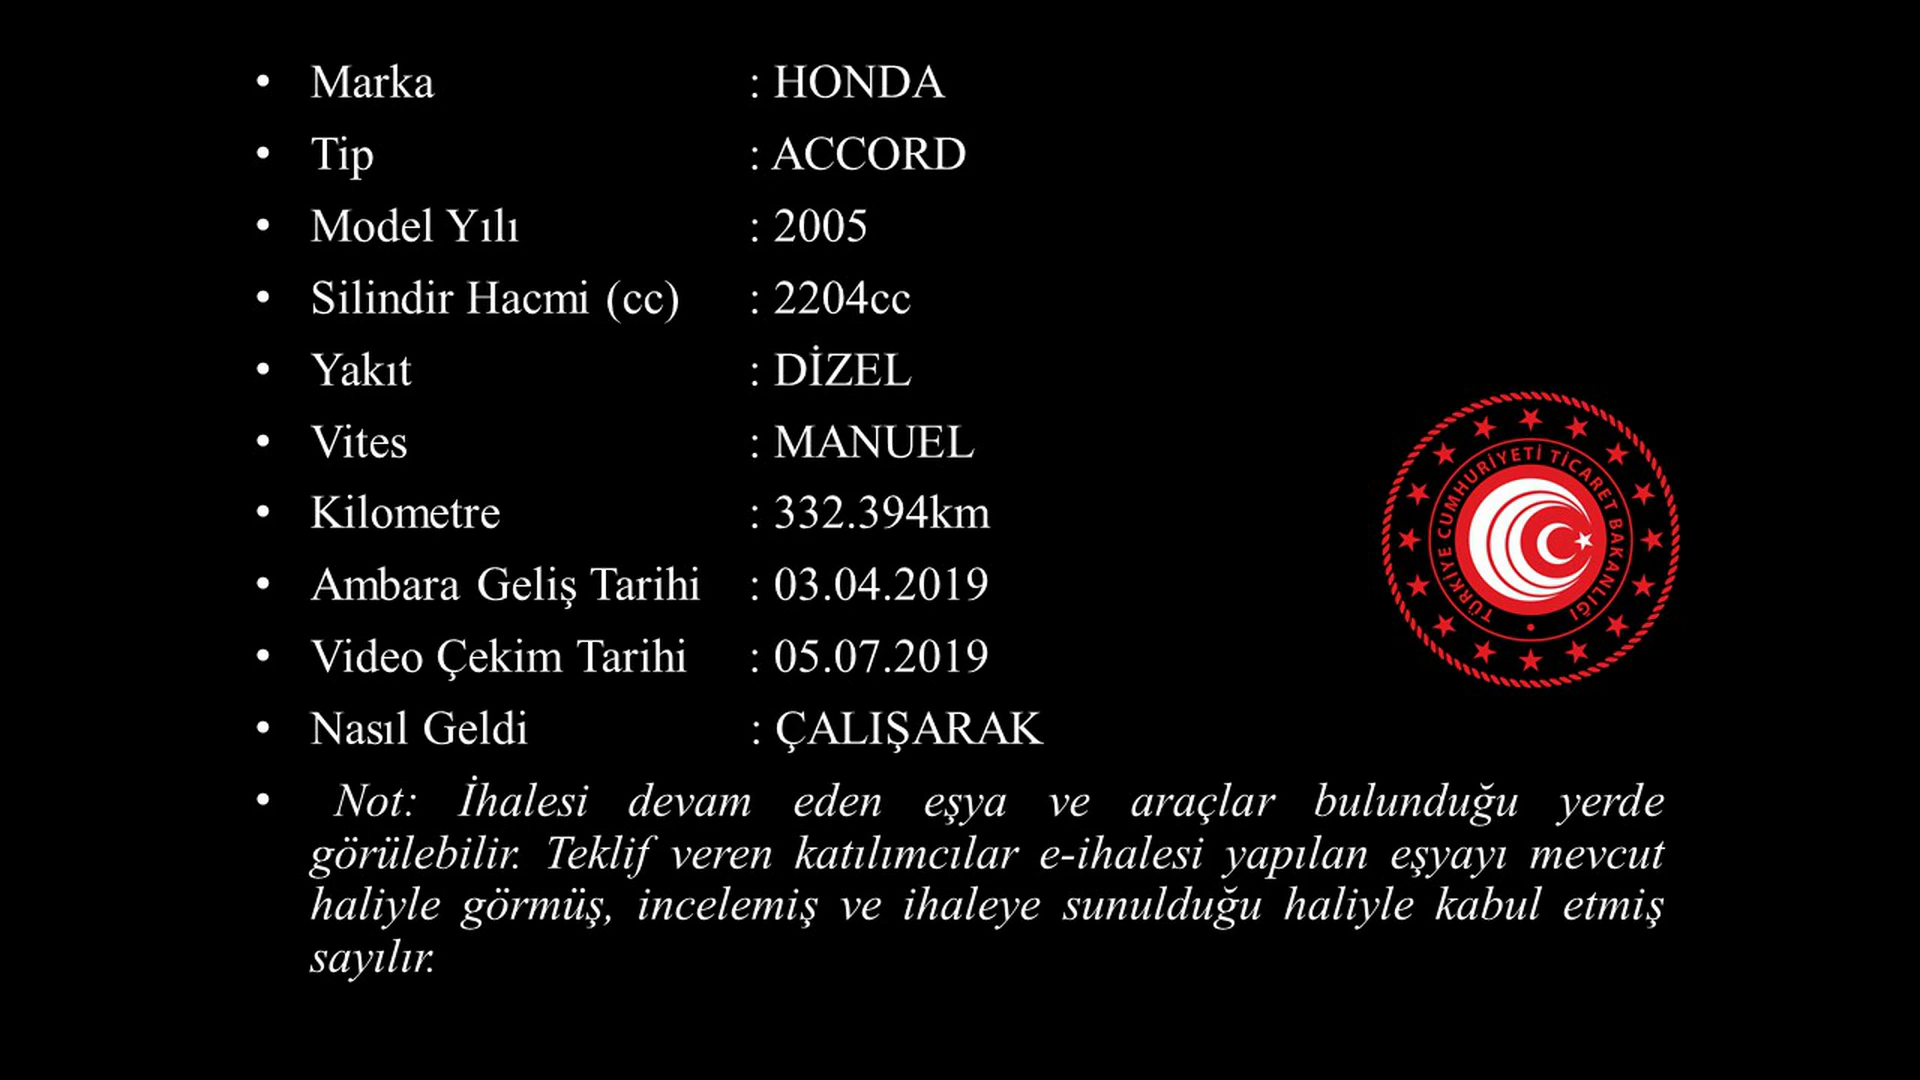 • Marka : HONDA
• Tip : ACCORD
• Model Yılı : 2005
• Silindir Hacmi (cc) : 2204cc
• Yakıt : DİZEL
• Vites : MANUEL
• Kilometre : 332.394km
• Ambara Geliş Tarihi : 03.04.2019
• Video Çekim Tarihi : 05.07.2019
• Nasıl Geldi : ÇALIŞARAK
• Not: İhalesi devam eden eşya ve araçlar bulunduğu yerde
görülebilir. Teklif veren katılımcılar e-ihalesi yapılan eşyayı mevcut
haliyle görmüş, incelemiş ve ihaleye sunulduğu haliyle kabul etmiş
sayılır.
TÜRKİYE CUMHURİYETİ TİCARET BAKANLIĞI